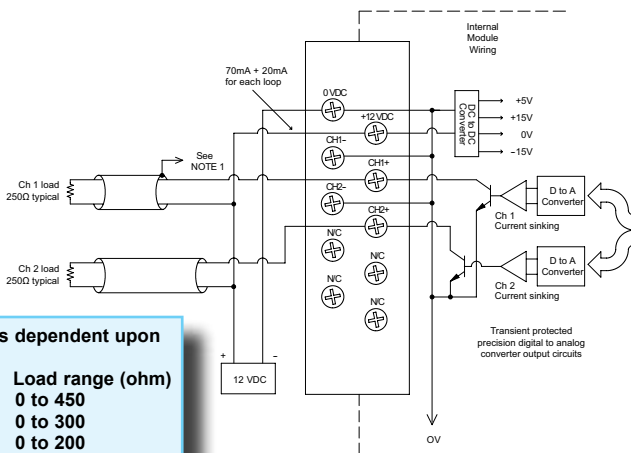 Internal
Module
Wiring
70mA + 20mA
for each loop
0 VDC
+12 VDC
CH1–
CH1+
CH2–
CH2+
N/C
N/C
N/C
N/C
DC to DC
Converter
+5V
+15V
0V
–15V
See
NOTE 1
Ch 1 load
250Ω typical
Ch 2 load
250Ω typical
D to A
Converter
Ch 1
Current sinking
D to A
Converter
Ch 2
Current sinking
Transient protected
precision digital to analog
converter output circuits
+
–
12 VDC
0V
s dependent upon
Load range (ohm)
0 to 450
0 to 300
0 to 200